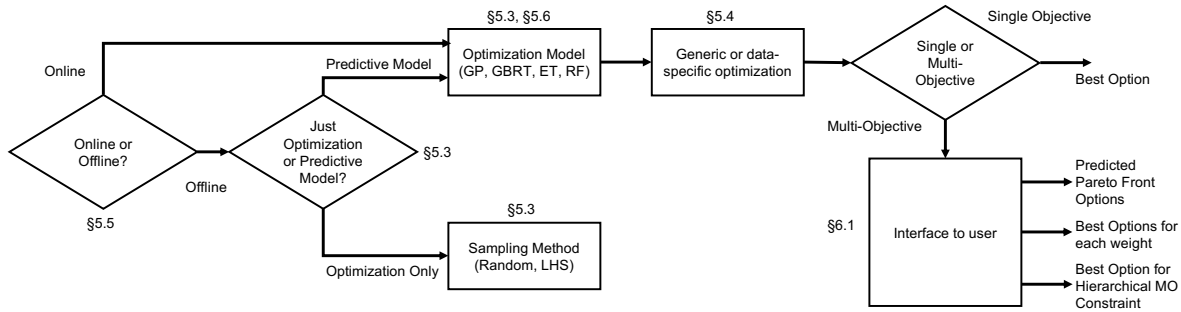 Online or
Offline?
§5.5
Online
Offline
Just
Optimization
or Predictive
Model?
§5.3
Predictive Model
Optimization Only
§5.3, §5.6
Optimization Model
(GP, GBRT, ET, RF)
§5.3
Sampling Method
(Random, LHS)
§5.4
Generic or data-
specific optimization
Single or
Multi-
Objective
Single Objective
Best Option
Multi-Objective
§6.1
Interface to user
Predicted
Pareto Front
Options
Best Options for
each weight
Best Option for
Hierarchical MO
Constraint